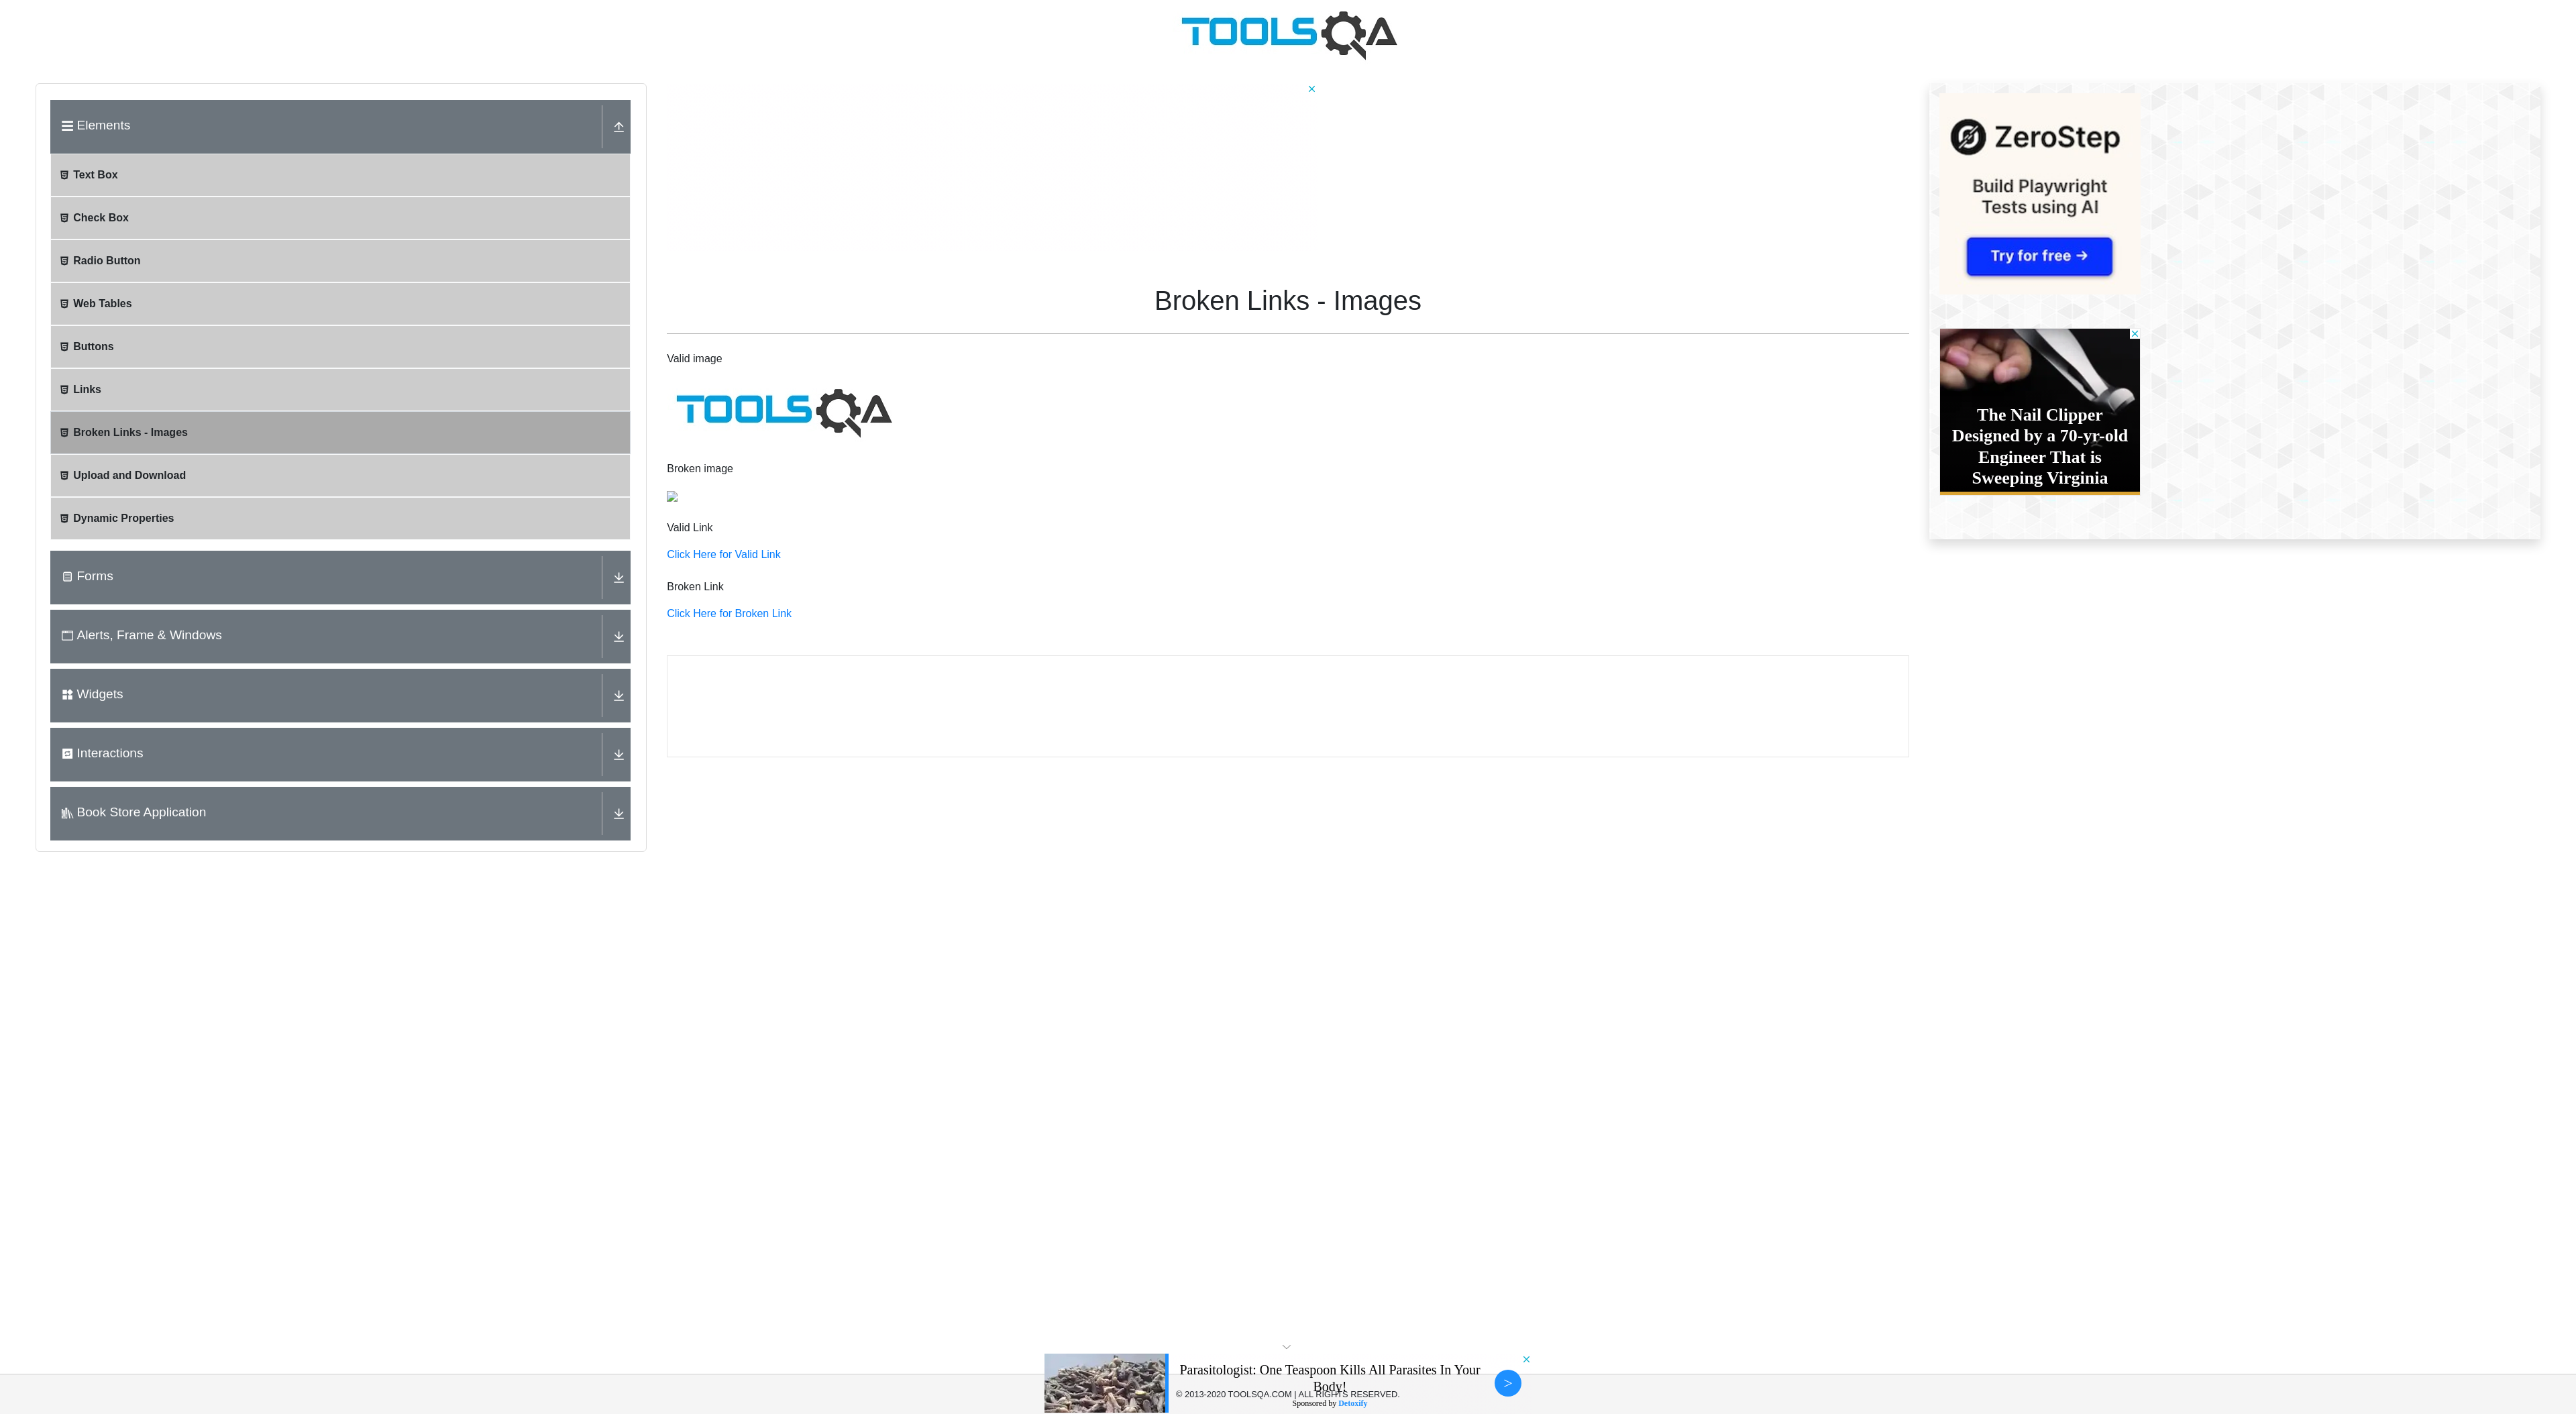 TOOLSQA
Elements
Text Box
Check Box
Radio Button
Web Tables
Buttons
Links
Broken Links - Images
Upload and Download
Dynamic Properties
Forms
Alerts, Frame & Windows
Widgets
Interactions
Book Store Application
Broken Links - Images
Valid image
TOOLSQA
Broken image
Valid Link
Click Here for Valid Link
Broken Link
Click Here for Broken Link
ZeroStep
Build Playwright
Tests using AI
Try for free →
The Nail Clipper
Designed by a 70-yr-old
Engineer That is
Sweeping Virginia
Parasitologist: One Teaspoon Kills All Parasites In Your
Body!
© 2013-2020 TOOLSQA.COM | ALL RIGHTS RESERVED.
Sponsored by Detoxify
>